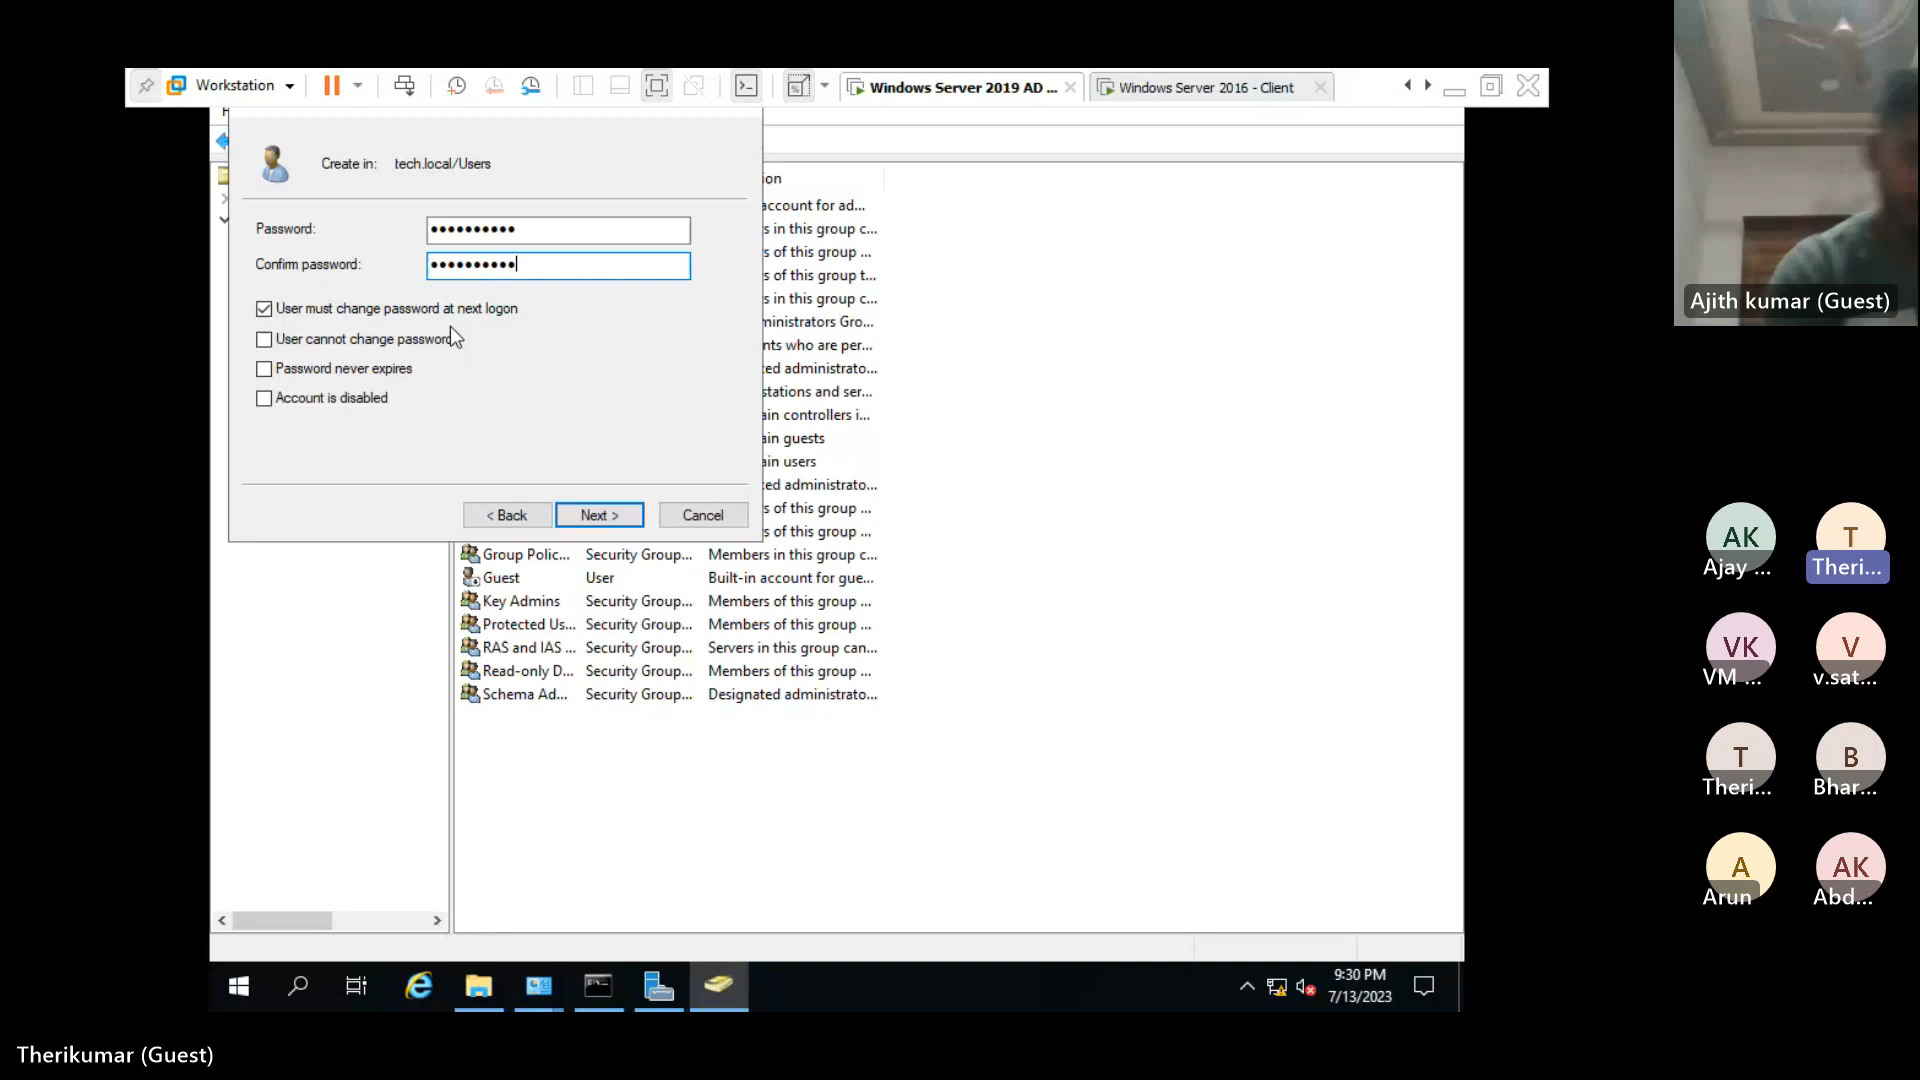 Workstation
Windows Server 2019 AD ...
Windows Server 2016 - Client
Create in: tech.local/Users
Password:
Confirm password:
User must change password at next logon
User cannot change password
Password never expires
Account is disabled
< Back
Next >
Cancel
ion
account for ad...
s in this group c...
s of this group ...
s of this group t...
s in this group c...
ministrators Gro...
nts who are per...
ed administrato...
stations and ser...
ain controllers i...
ain guests
ain users
ed administrato...
s of this group ...
s of this group ...
Group Polic... Security Group... Members in this group c...
Guest User Built-in account for gue...
Key Admins Security Group... Members of this group ...
Protected Us... Security Group... Members of this group ...
RAS and IAS ... Security Group... Servers in this group can...
Read-only D... Security Group... Members of this group ...
Schema Ad... Security Group... Designated administrato...
9:30 PM
7/13/2023
Ajith kumar (Guest)
AK
Ajay ...
T
Theri...
VK
VM ...
V
v.sat...
T
Theri...
B
Bhar...
A
Arun
AK
Abd...
Therikumar (Guest)